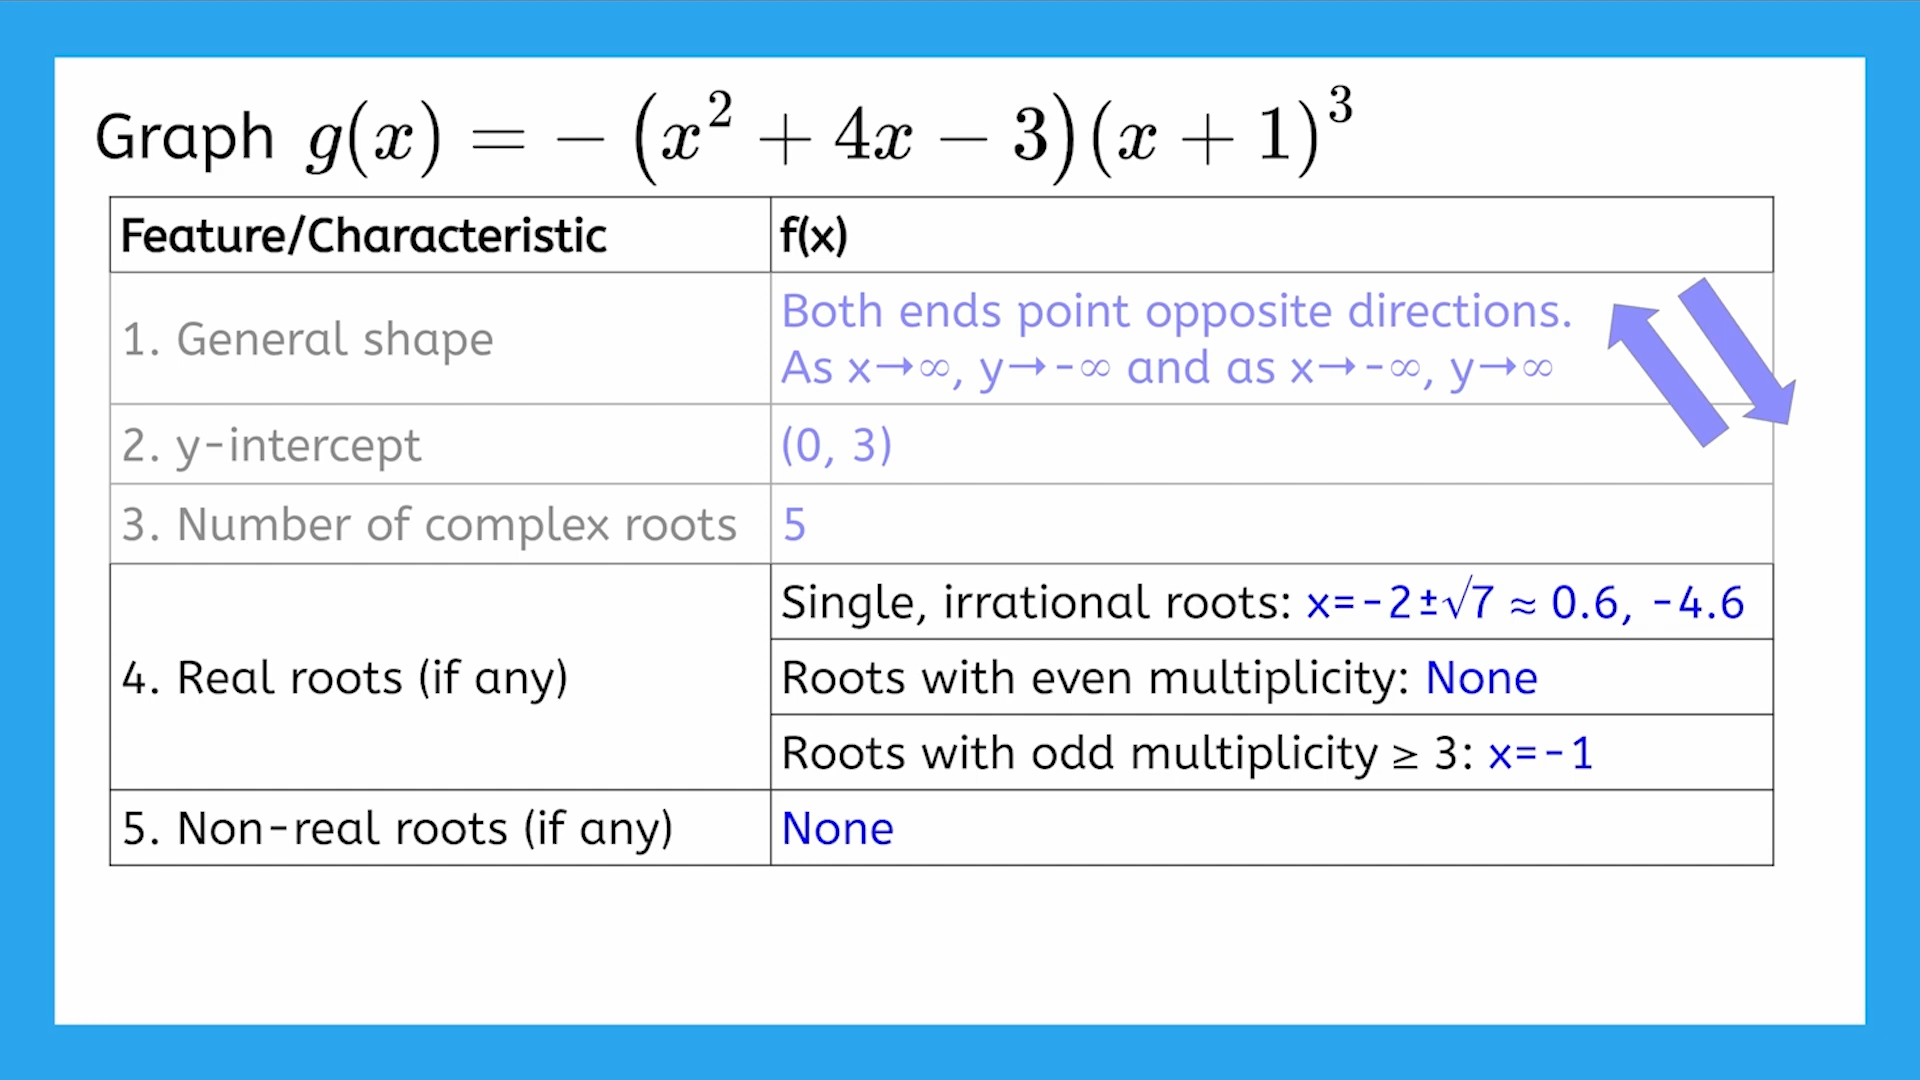 Graph g(x) = − (x² + 4x − 3)(x + 1)³
Feature/Characteristic
f(x)
1. General shape
Both ends point opposite directions.
As x→∞, y→-∞ and as x→-∞, y→∞
2. y-intercept
(0, 3)
3. Number of complex roots
5
4. Real roots (if any)
Single, irrational roots: x=-2±√7 ≈ 0.6, -4.6
Roots with even multiplicity: None
Roots with odd multiplicity ≥ 3: x=-1
5. Non-real roots (if any)
None